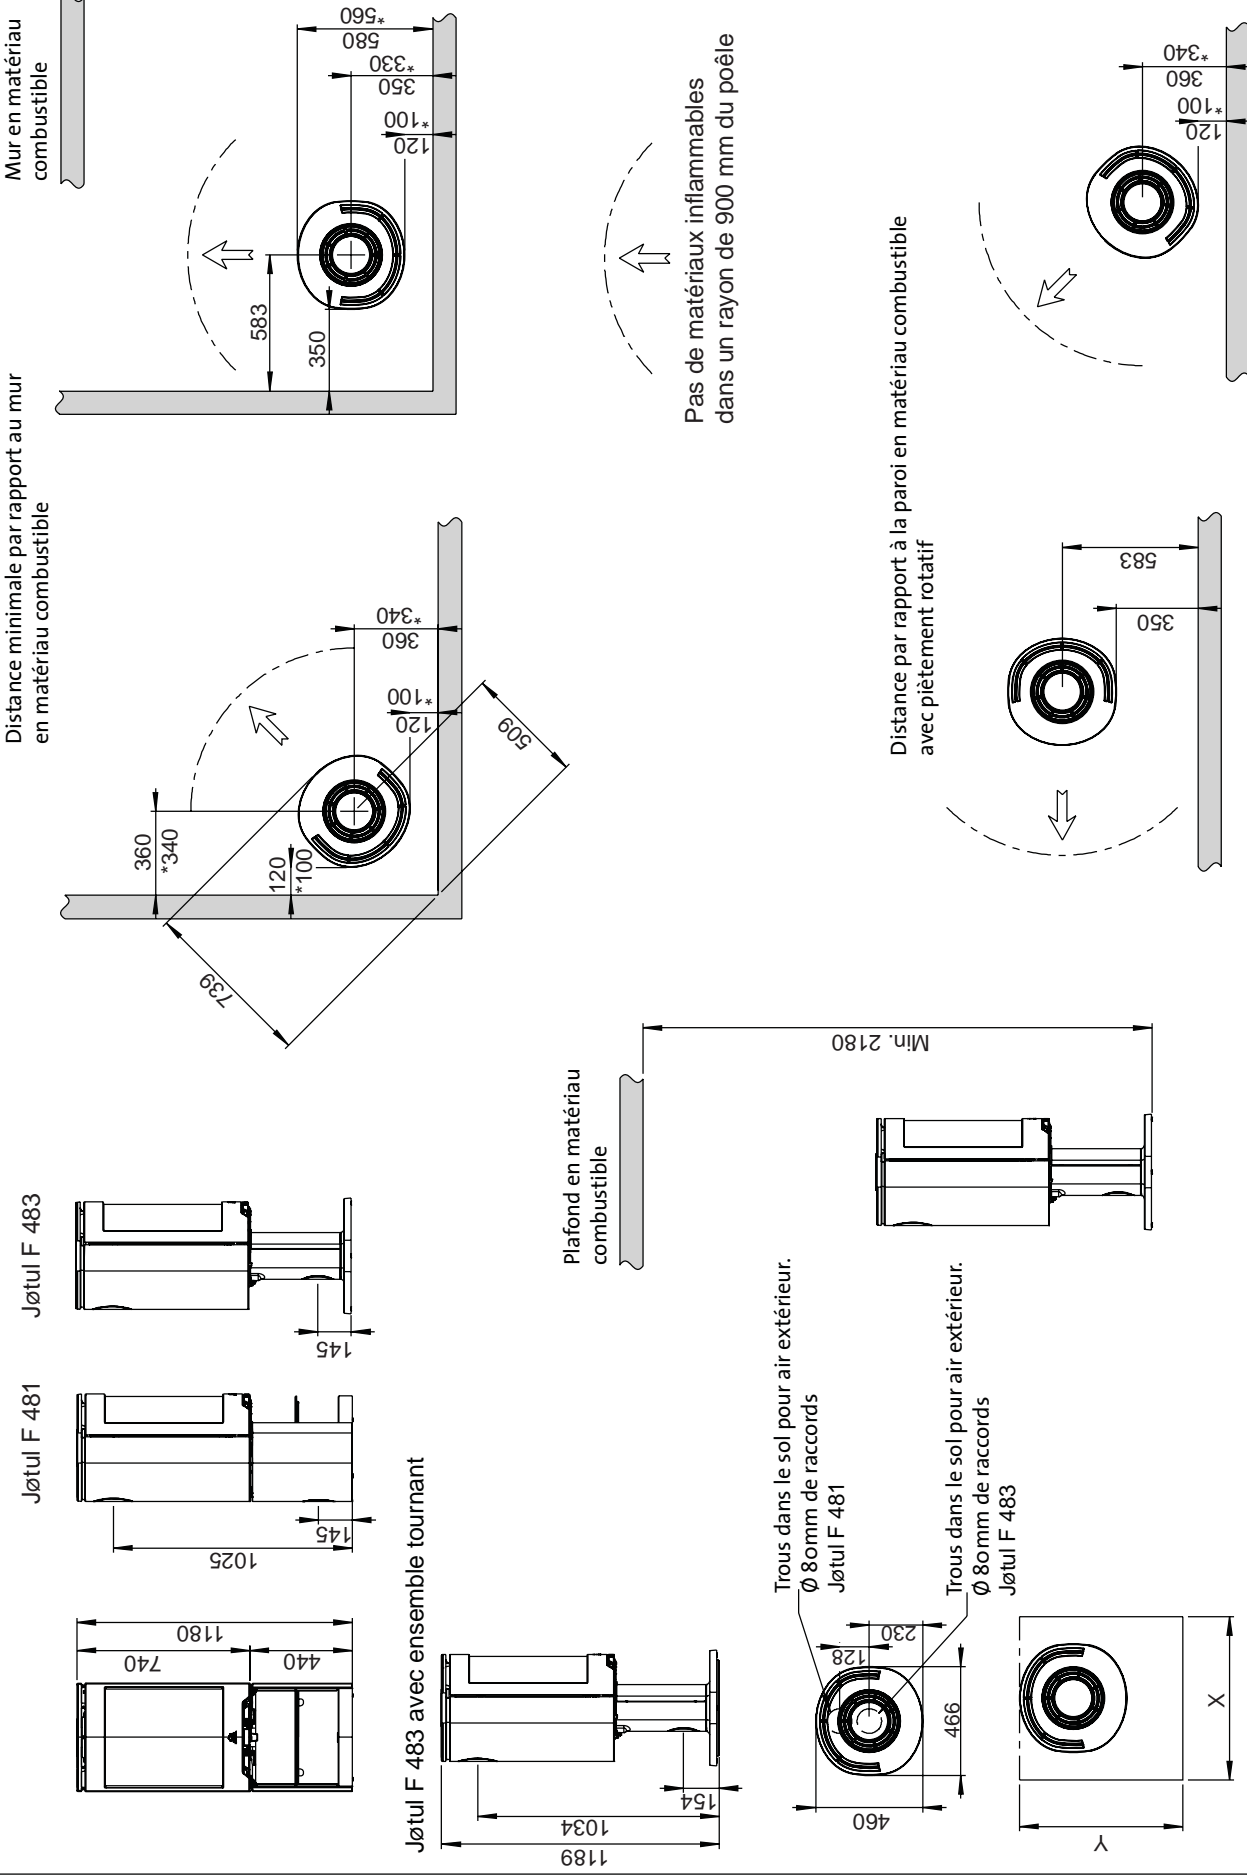 Jøtul F 481
Jøtul F 483
1180
740
440
1025
145
145
Jøtul F 483 avec ensemble tournant
1189
1034
154
Trous dans le sol pour air extérieur.
Ø 80mm de raccords
Jøtul F 481
Trous dans le sol pour air extérieur.
Ø 80mm de raccords
Jøtul F 483
460
466
128
230
X
Y
Plafond en matériau
combustible
Min. 2180
Distance minimale par rapport au mur
en matériau combustible
739
360
*340
120
*100
360
*340
120
*100
509
Mur en matériau
combustible
583
350
580
*560
350
*330
120
*100
Pas de matériaux inflammables
dans un rayon de 900 mm du poêle
Distance par rapport à la paroi en matériau combustible
avec piètement rotatif
583
350
360
*340
120
*100